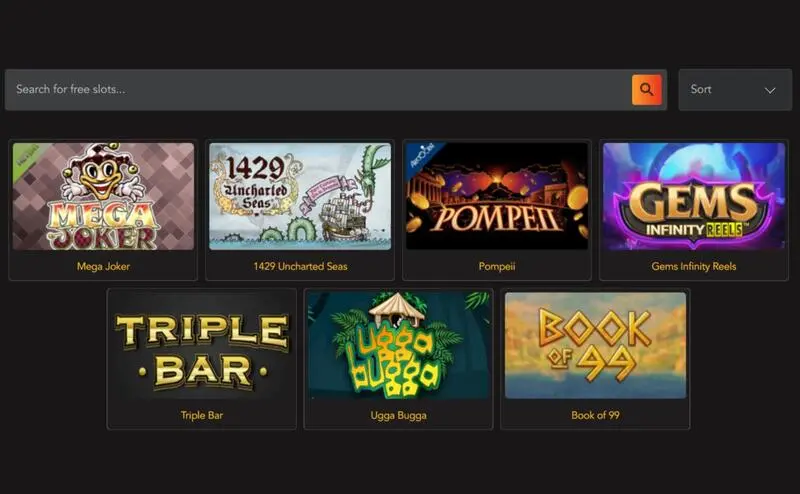 Search for free slots...
Sort
MEGA
JOKER
Mega Joker
1429
Uncharted
Seas
1429 Uncharted Seas
POMPEII
Pompeii
GEMS
INFINITY REELS™
Gems Infinity Reels
TRIPLE
BAR
Triple Bar
ugga
bugga
Ugga Bugga
BOOK
OF 99
Book of 99